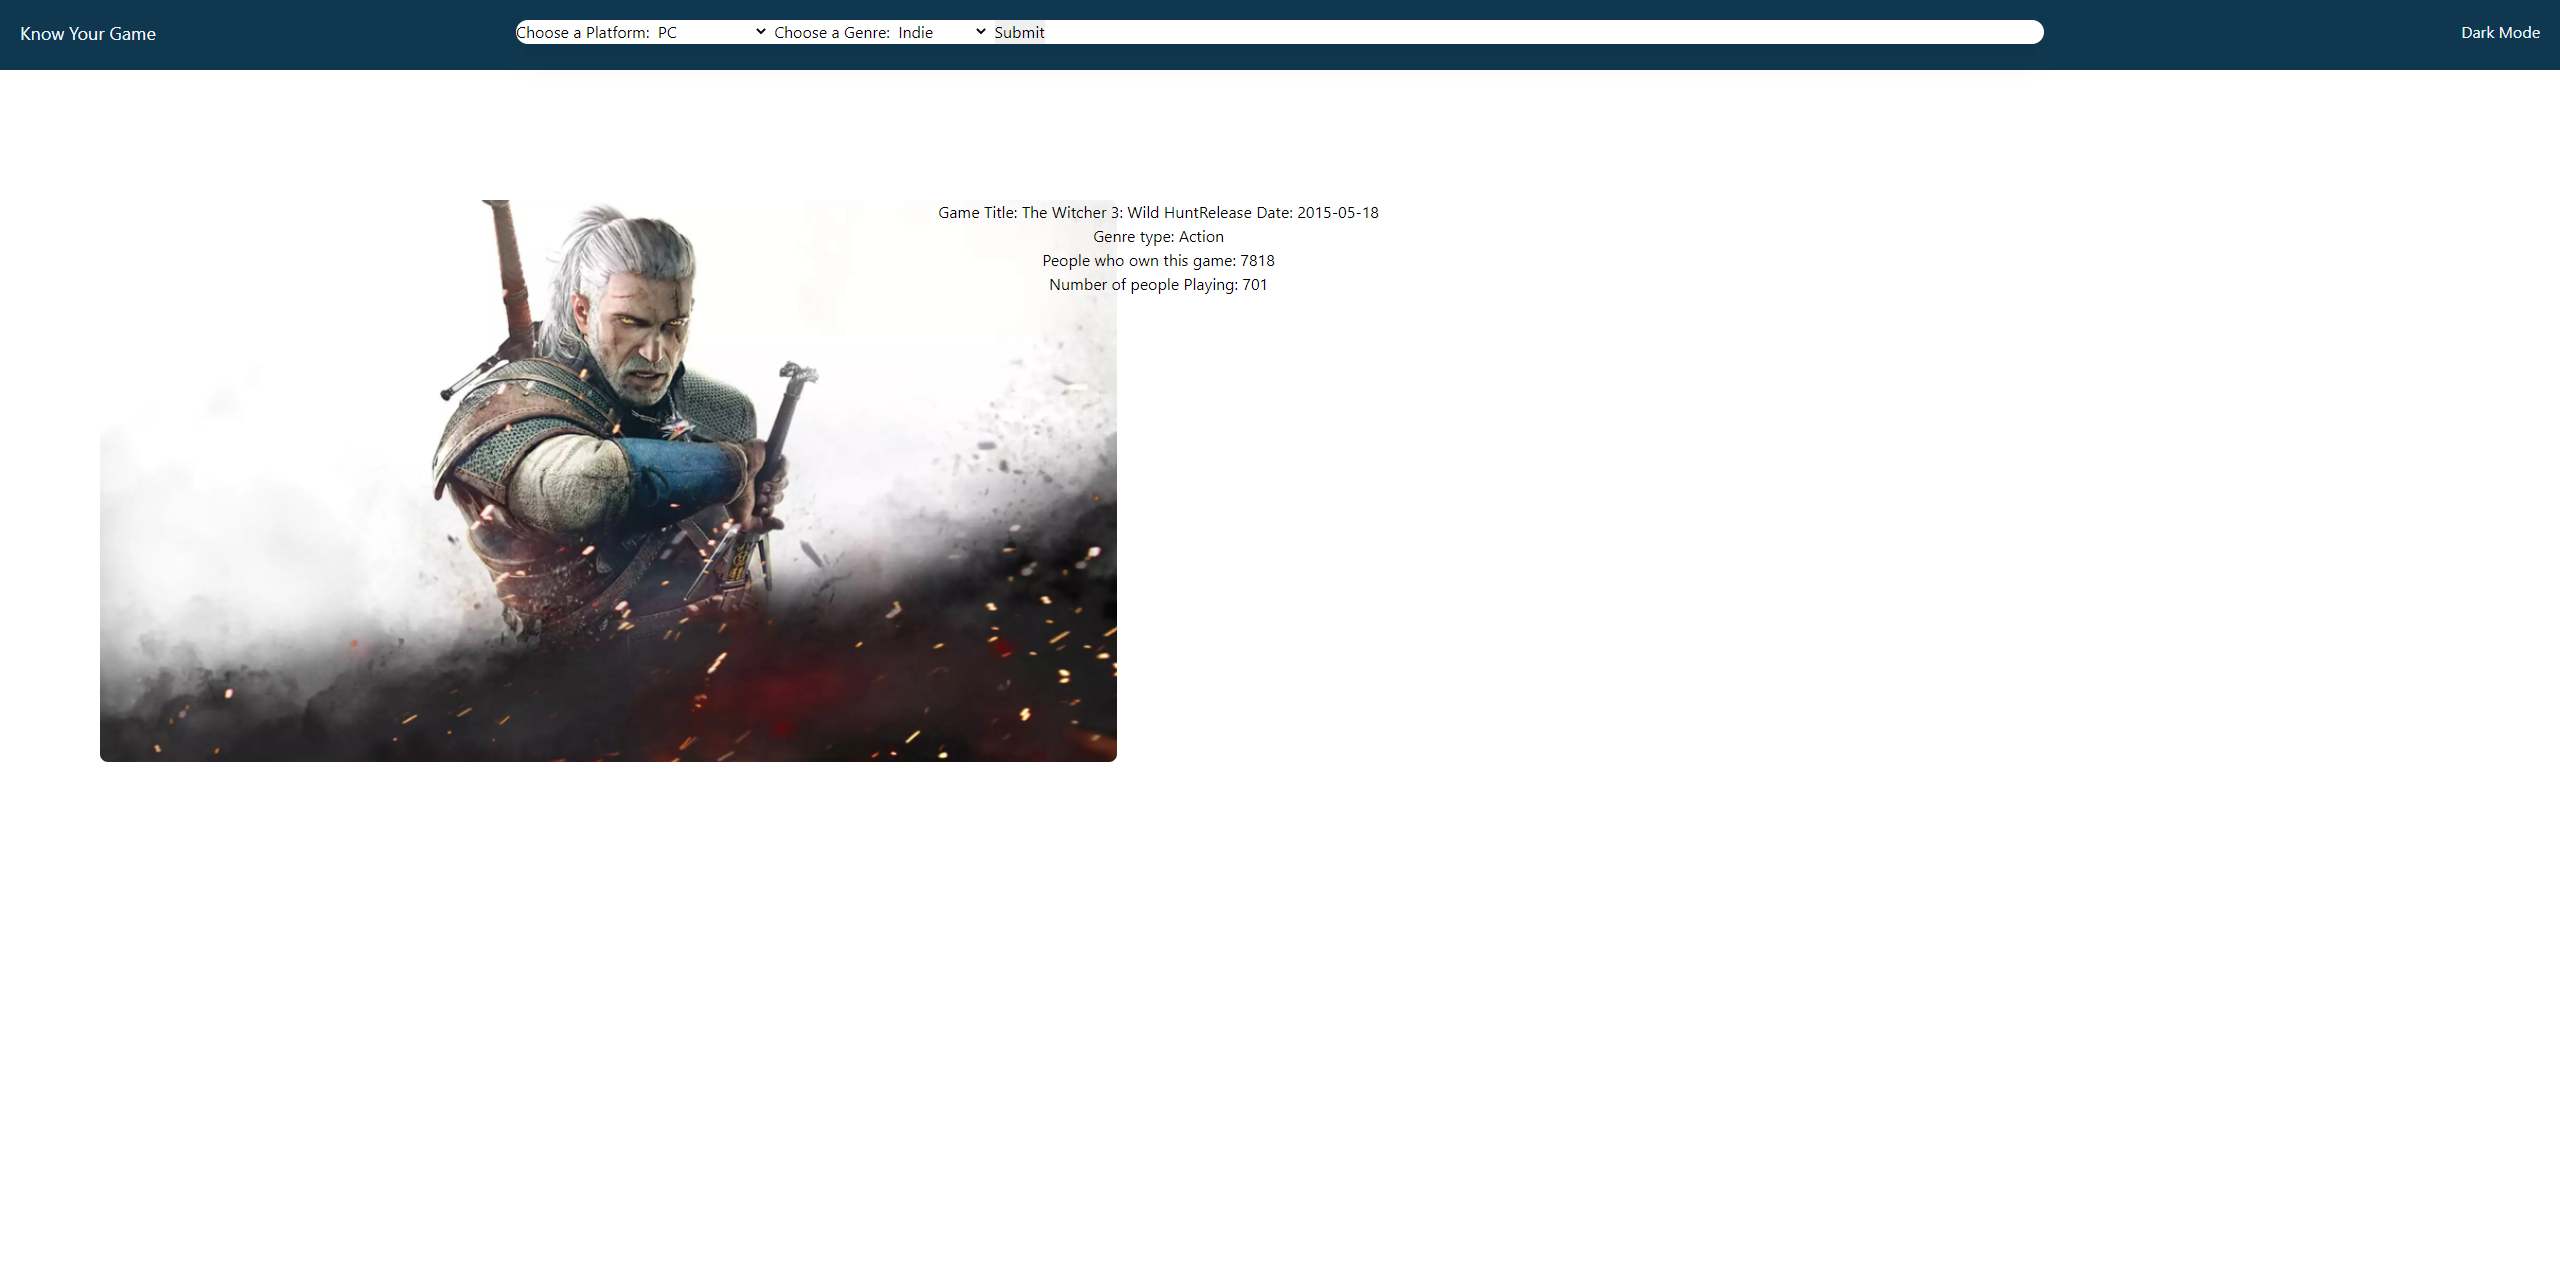 Know Your Game
Choose a Platform: PC Choose a Genre: Indie Submit
Dark Mode
Game Title: The Witcher 3: Wild HuntRelease Date: 2015-05-18
Genre type: Action
People who own this game: 7818
Number of people Playing: 701